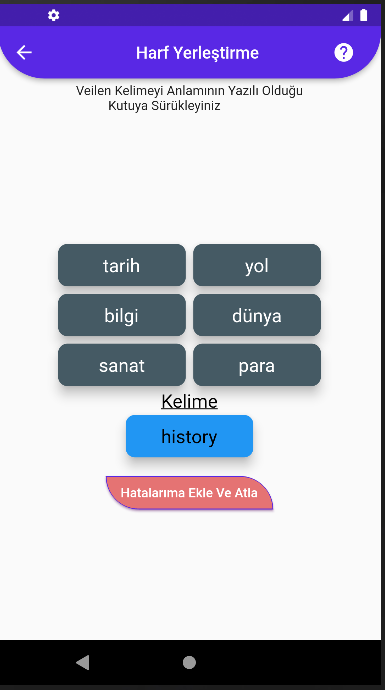 Harf Yerleştirme
Veilen Kelimeyi Anlamının Yazılı Olduğu
Kutuya Sürükleyiniz
tarih
yol
bilgi
dünya
sanat
para
Kelime
history
Hatalarıma Ekle Ve Atla